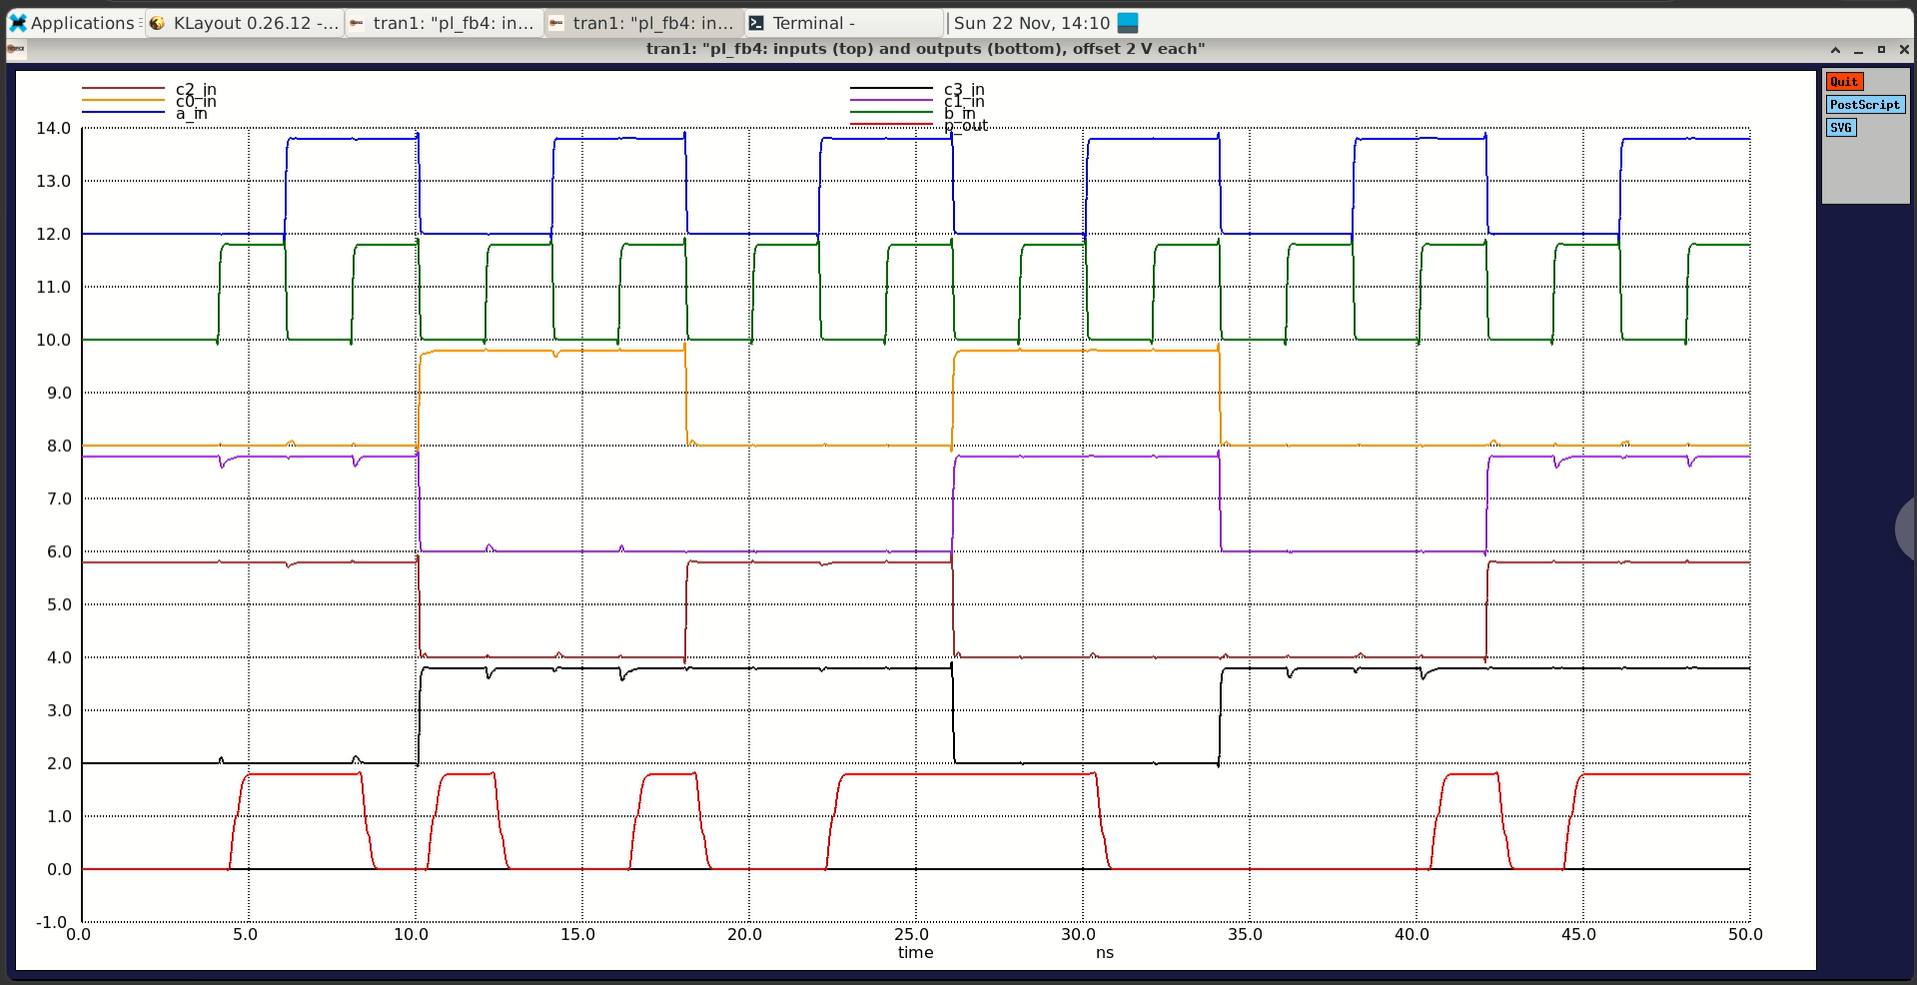 Applications
KLayout 0.26.12 -...
tran1: "pl_fb4: in...
tran1: "pl_fb4: in...
Terminal -
Sun 22 Nov, 14:10
tran1: "pl_fb4: inputs (top) and outputs (bottom), offset 2 V each"
Quit
PostScript
SVG
c2_in
c0_in
a_in
c3_in
c1_in
b_in
p_out
14.0
13.0
12.0
11.0
10.0
9.0
8.0
7.0
6.0
5.0
4.0
3.0
2.0
1.0
0.0
-1.0
0.0 5.0 10.0 15.0 20.0 25.0 30.0 35.0 40.0 45.0 50.0
time ns